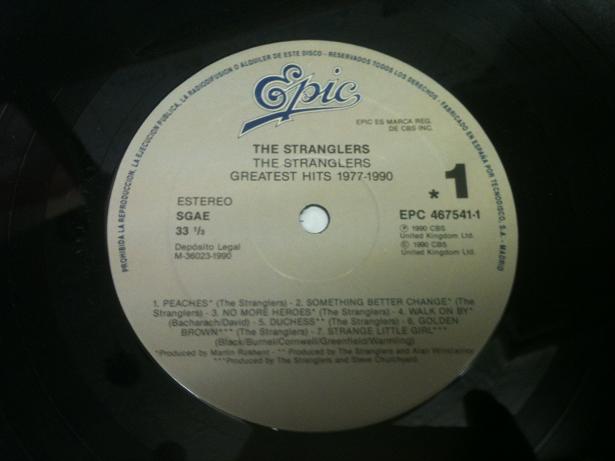 PROHIBIDA LA REPRODUCCION, LA EJECUCION PUBLICA, LA RADIODIFUSION O ALQUILER DE ESTE DISCO - RESERVADOS TODOS LOS DERECHOS - FABRICADO EN ESPAÑA POR TECNODISCO, S.A. - MADRID
Epic
EPIC ES MARCA REG.
DE CBS INC.
THE STRANGLERS
THE STRANGLERS
GREATEST HITS 1977-1990
ESTEREO
SGAE
33 ⅓
Depósito Legal
M-36023-1990
* 1
EPC 467541-1
Ⓟ 1990 CBS
United Kingdom Ltd.
© 1990 CBS
United Kingdom Ltd.
1. PEACHES* (The Stranglers) - 2. SOMETHING BETTER CHANGE* (The
Stranglers) - 3. NO MORE HEROES* (The Stranglers) - 4. WALK ON BY*
(Bacharach/David) - 5. DUCHESS** (The Stranglers) - 6. GOLDEN
BROWN*** (The Stranglers) - 7. STRANGE LITTLE GIRL***
(Black/Burnel/Cornwell/Greenfield/Warmling)
*Produced by Martin Rushent - ** Produced by The Stranglers and Alan Winstanley
***Produced by The Stranglers and Steve Churchyard